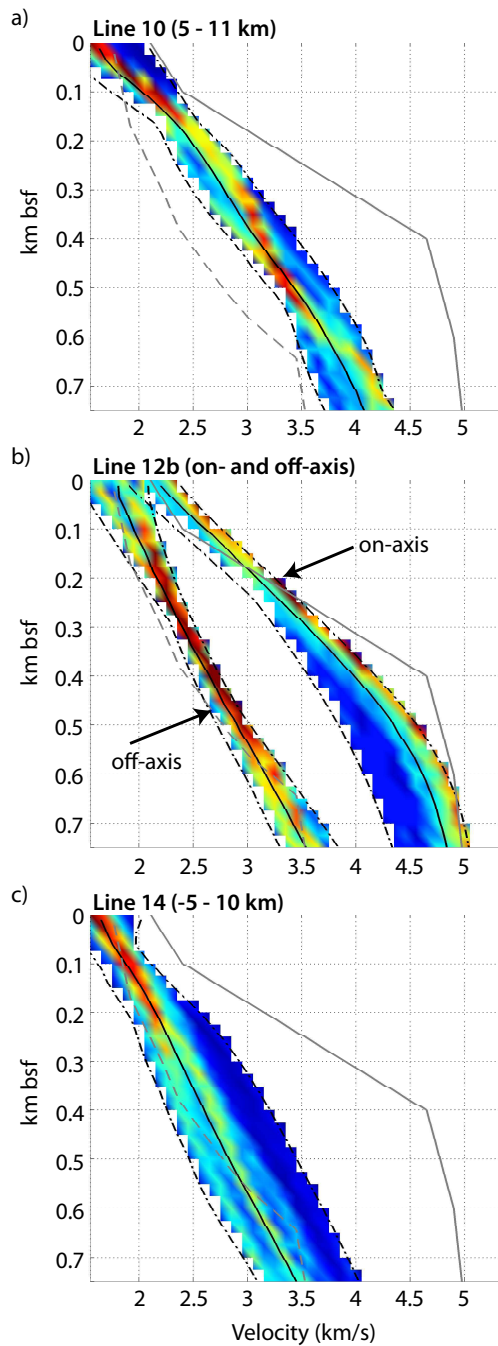 a)
Line 10 (5 - 11 km)
0
0.1
0.2
0.3
0.4
0.5
0.6
0.7
km bsf
2 2.5 3 3.5 4 4.5 5
b)
Line 12b (on- and off-axis)
0
0.1
0.2
0.3
0.4
0.5
0.6
0.7
km bsf
on-axis
off-axis
2 2.5 3 3.5 4 4.5 5
c)
Line 14 (-5 - 10 km)
0
0.1
0.2
0.3
0.4
0.5
0.6
0.7
km bsf
2 2.5 3 3.5 4 4.5 5
Velocity (km/s)